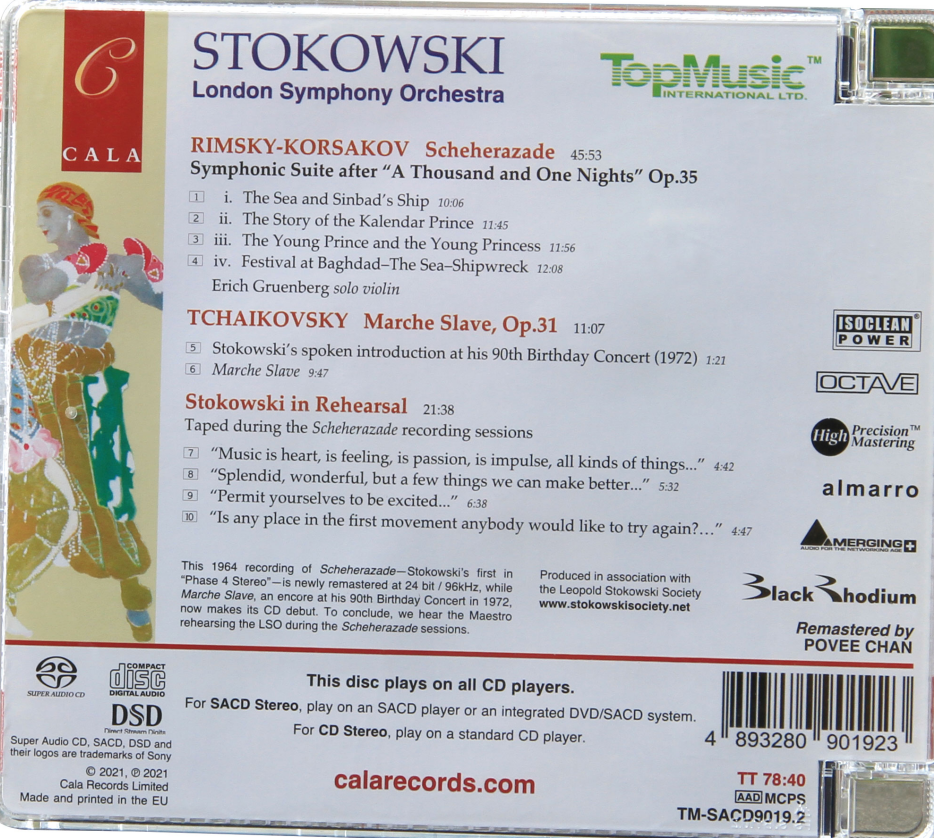 C
CALA
STOKOWSKI
London Symphony Orchestra
TopMusic™
INTERNATIONAL LTD.
RIMSKY-KORSAKOV Scheherazade 45:53
Symphonic Suite after “A Thousand and One Nights” Op.35
1 i. The Sea and Sinbad’s Ship 10:06
2 ii. The Story of the Kalendar Prince 11:45
3 iii. The Young Prince and the Young Princess 11:56
4 iv. Festival at Baghdad–The Sea–Shipwreck 12:08
Erich Gruenberg solo violin
TCHAIKOVSKY Marche Slave, Op.31 11:07
5 Stokowski’s spoken introduction at his 90th Birthday Concert (1972) 1:21
6 Marche Slave 9:47
Stokowski in Rehearsal 21:38
Taped during the Scheherazade recording sessions
7 “Music is heart, is feeling, is passion, is impulse, all kinds of things...” 4:42
8 “Splendid, wonderful, but a few things we can make better...” 5:32
9 “Permit yourselves to be excited...” 6:38
10 “Is any place in the first movement anybody would like to try again?…” 4:47
This 1964 recording of Scheherazade—Stokowski’s first in
“Phase 4 Stereo”—is newly remastered at 24 bit / 96kHz, while
Marche Slave, an encore at his 90th Birthday Concert in 1972,
now makes its CD debut. To conclude, we hear the Maestro
rehearsing the LSO during the Scheherazade sessions.
Produced in association with
the Leopold Stokowski Society
www.stokowskisociety.net
ISOCLEAN®
POWER
OCTAVE
High Precision™
Mastering
almarro
MERGING+
AUDIO FOR THE NETWORKING AGE
Black Rhodium
Remastered by
POVEE CHAN
SUPER AUDIO CD
COMPACT
disc
DIGITAL AUDIO
DSD
Direct Stream Digital
Super Audio CD, SACD, DSD and
their logos are trademarks of Sony
© 2021, ℗ 2021
Cala Records Limited
Made and printed in the EU
This disc plays on all CD players.
For SACD Stereo, play on an SACD player or an integrated DVD/SACD system.
For CD Stereo, play on a standard CD player.
calarecords.com
4 893280 901923
TT 78:40
AAD MCPS
TM-SACD9019.2